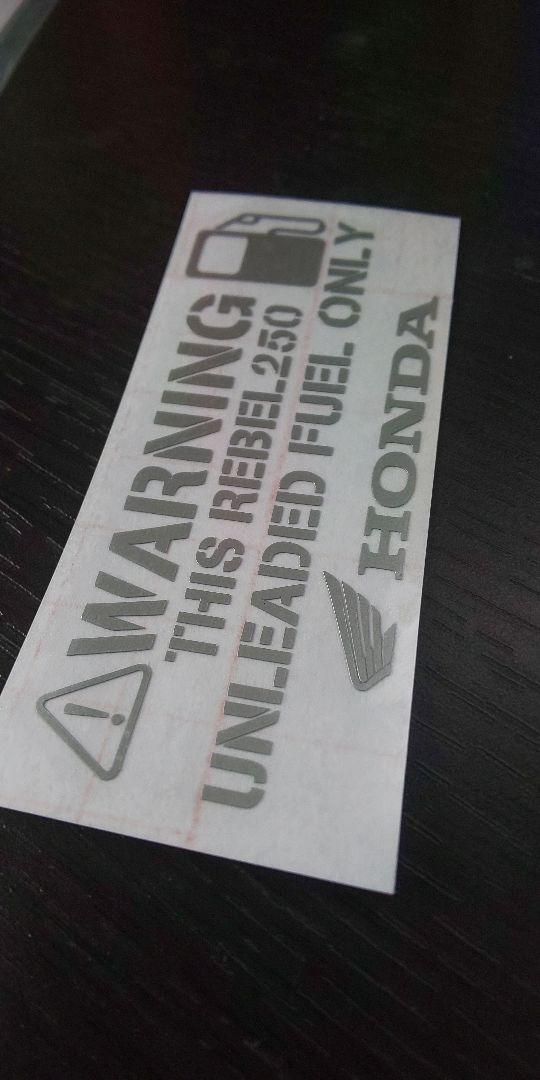 WARNING
THIS REBEL250
UNLEADED FUEL ONLY
HONDA